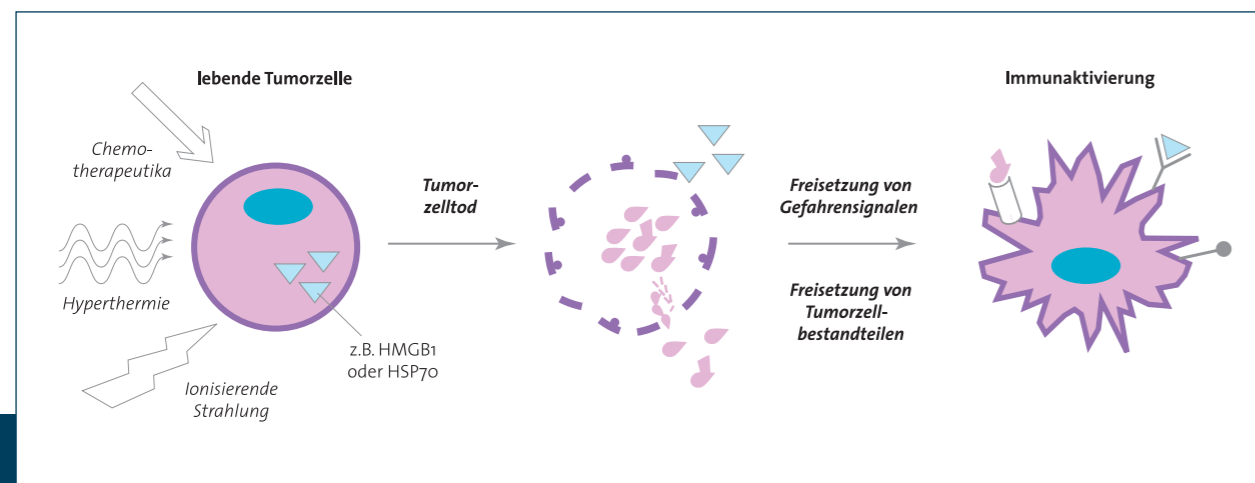 lebende Tumorzelle
Chemo-
therapeutika
Hyperthermie
Ionisierende
Strahlung
z.B. HMGB1
oder HSP70
Tumor-
zelltod
Freisetzung von
Gefahrensignalen
Freisetzung von
Tumorzell-
bestandteilen
Immunaktivierung